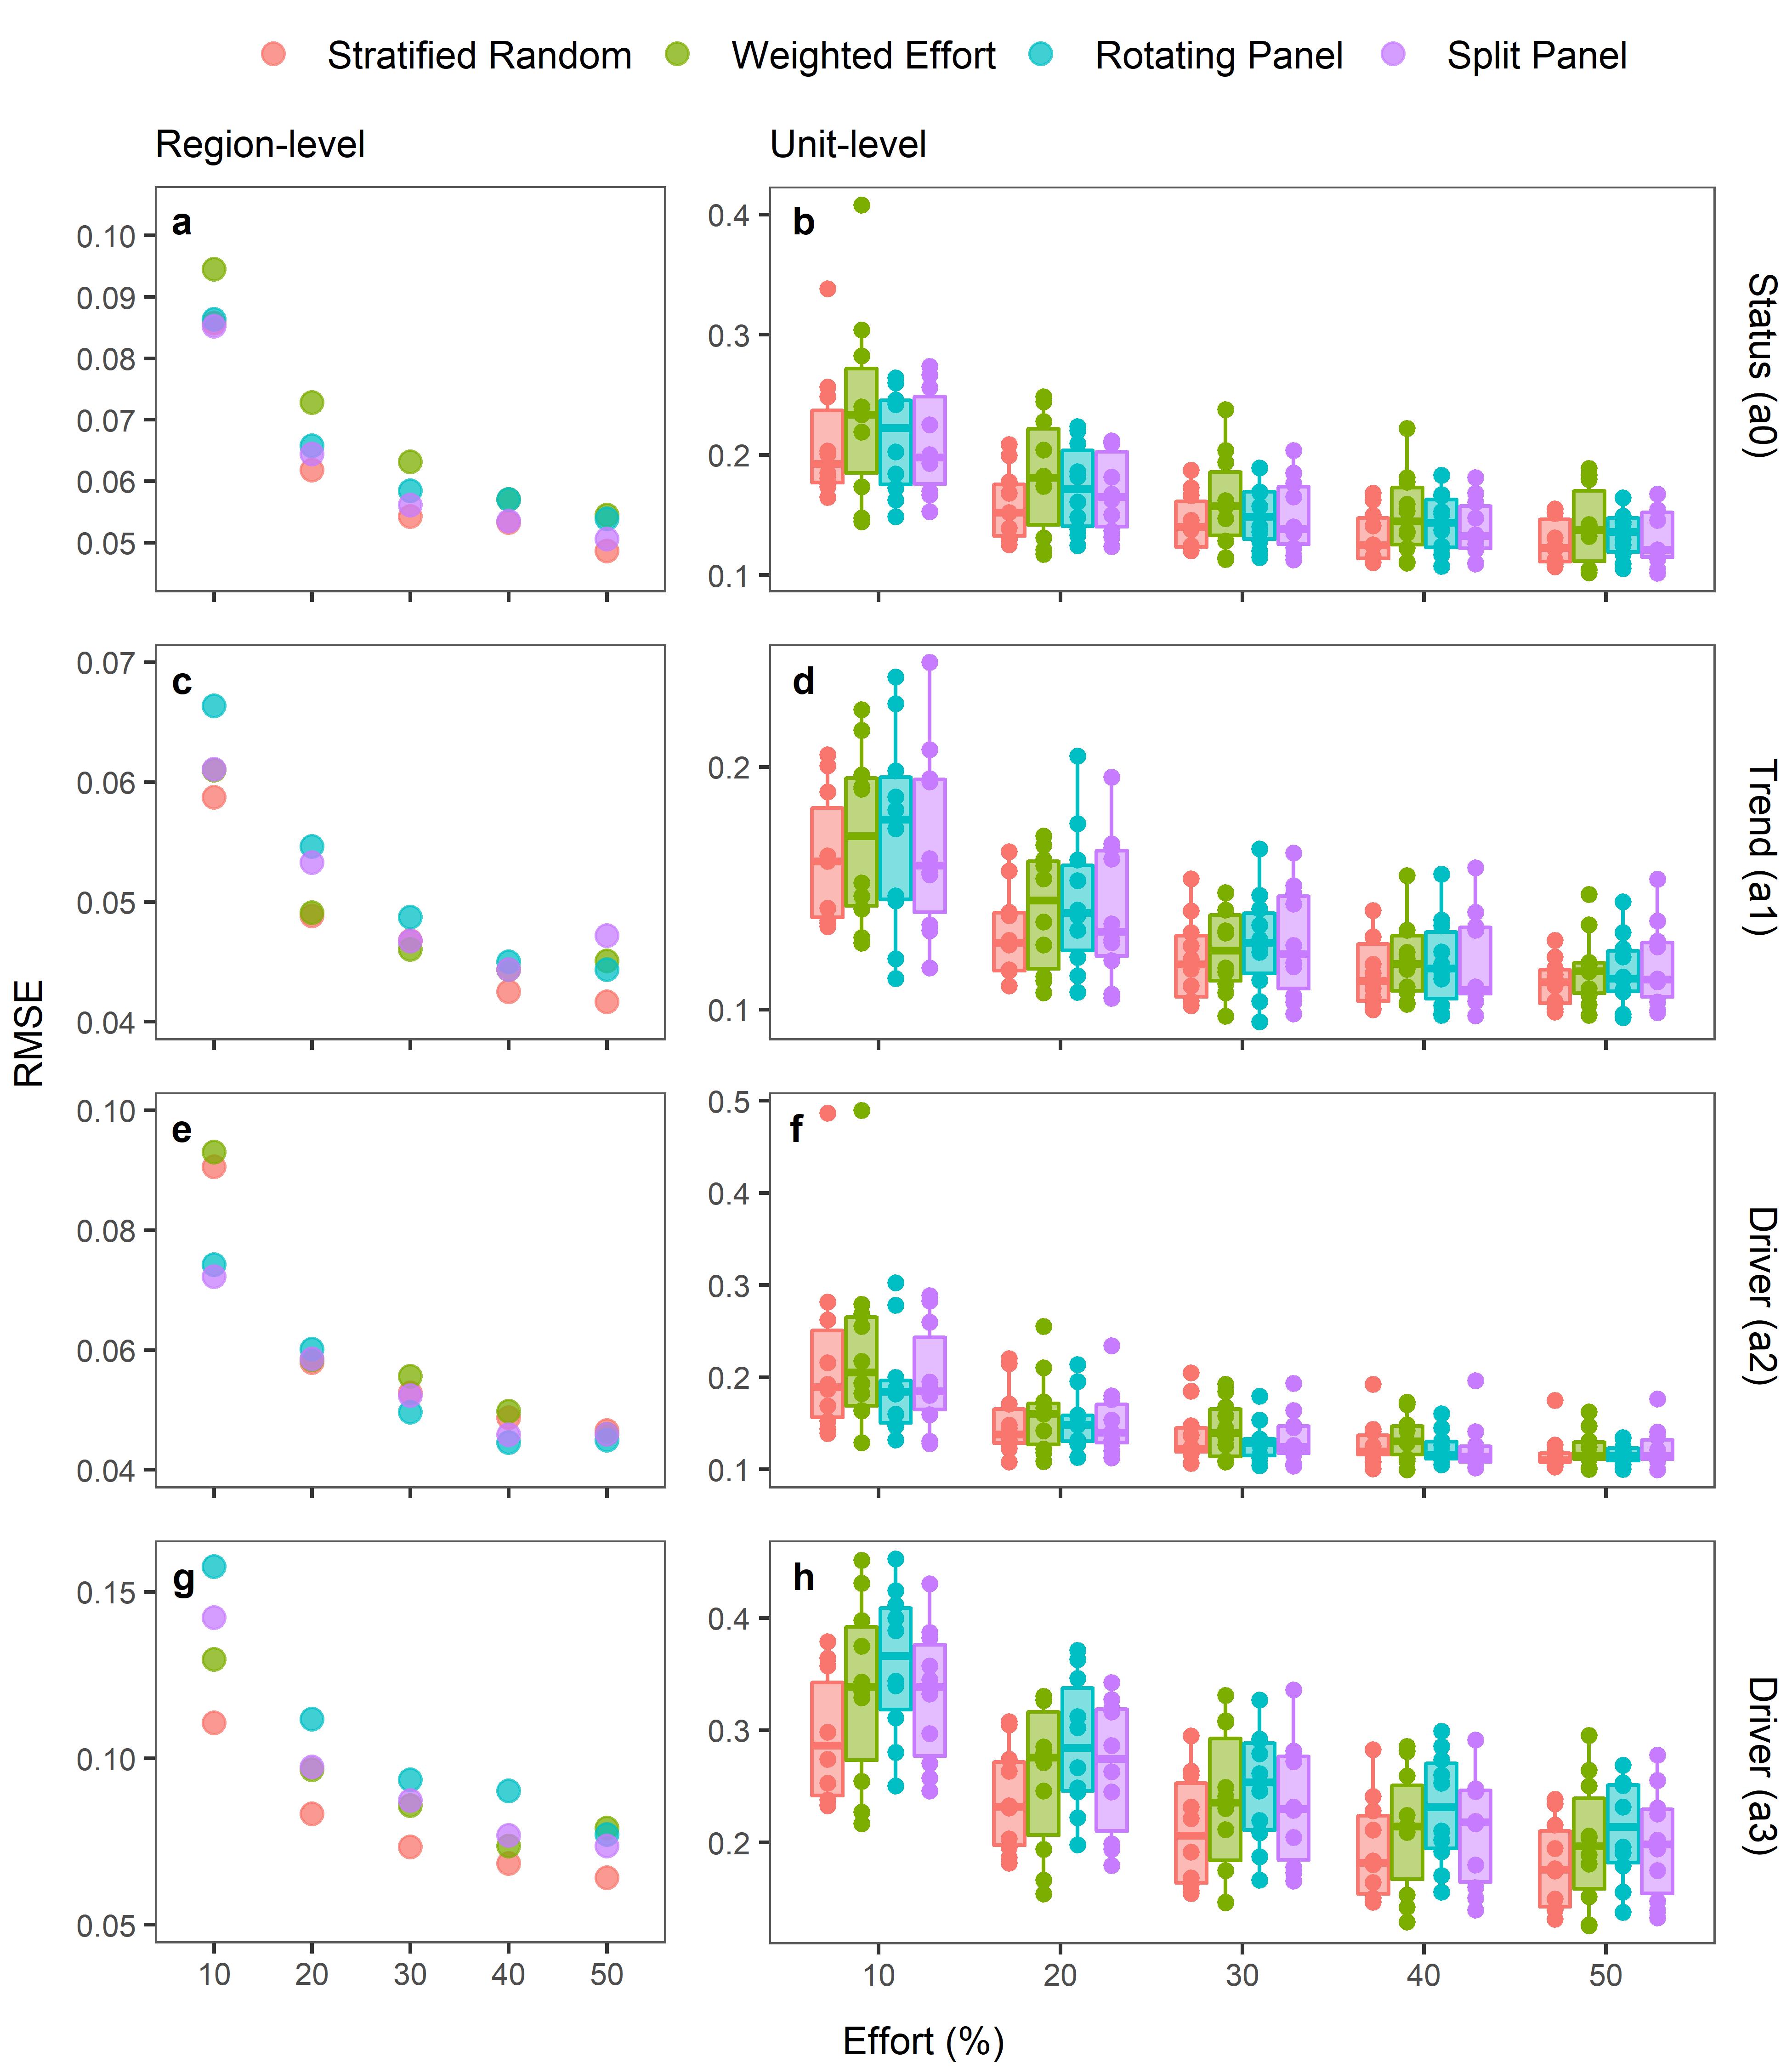 Stratified Random Weighted Effort Rotating Panel Split Panel
Region-level Unit-level
a
0.10
0.09
0.08
0.07
0.06
0.05
b
0.4
0.3
0.2
0.1
Status (a0)
c
0.07
0.06
0.05
0.04
d
0.2
0.1
Trend (a1)
RMSE
e
0.10
0.08
0.06
0.04
f
0.5
0.4
0.3
0.2
0.1
Driver (a2)
g
0.15
0.10
0.05
h
0.4
0.3
0.2
Driver (a3)
10 20 30 40 50
10 20 30 40 50
Effort (%)